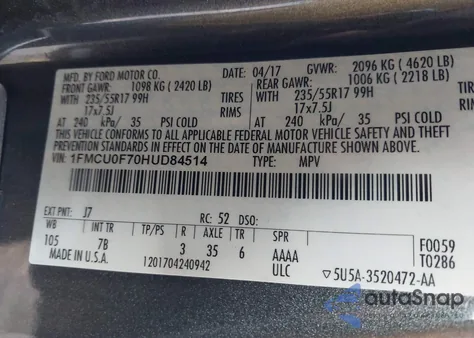 MFD. BY FORD MOTOR CO. 04/17 GVWR: 2096 KG (4620 LB)
FRONT GAWR: 1098 KG (2420 LB) REAR GAWR: 1006 KG (2218 LB)
WITH 235/55R17 99H TIRES WITH 235/55R17 99H
17x7.5J RIMS 17x7.5J
AT 240 kPa/ 35 PSI COLD AT 240 kPa/ 35 PSI COLD
THIS VEHICLE CONFORMS TO ALL APPLICABLE FEDERAL MOTOR VEHICLE SAFETY AND THEFT
PREVENTION STANDARDS IN EFFECT ON THE DATE OF MANUFACTURE SHOWN ABOVE.
VIN: 1FMCU0F70HUD84514 TYPE: MPV
EXT PNT: J7 RC: 52 DSO:
WB INT TR TP/PS R AXLE TR SPR F0059
105 7B 3 35 6 AAAA T0286
MADE IN U.S.A. 1201704240942 ULC ▽5U5A-3520472-AA
autoSnap